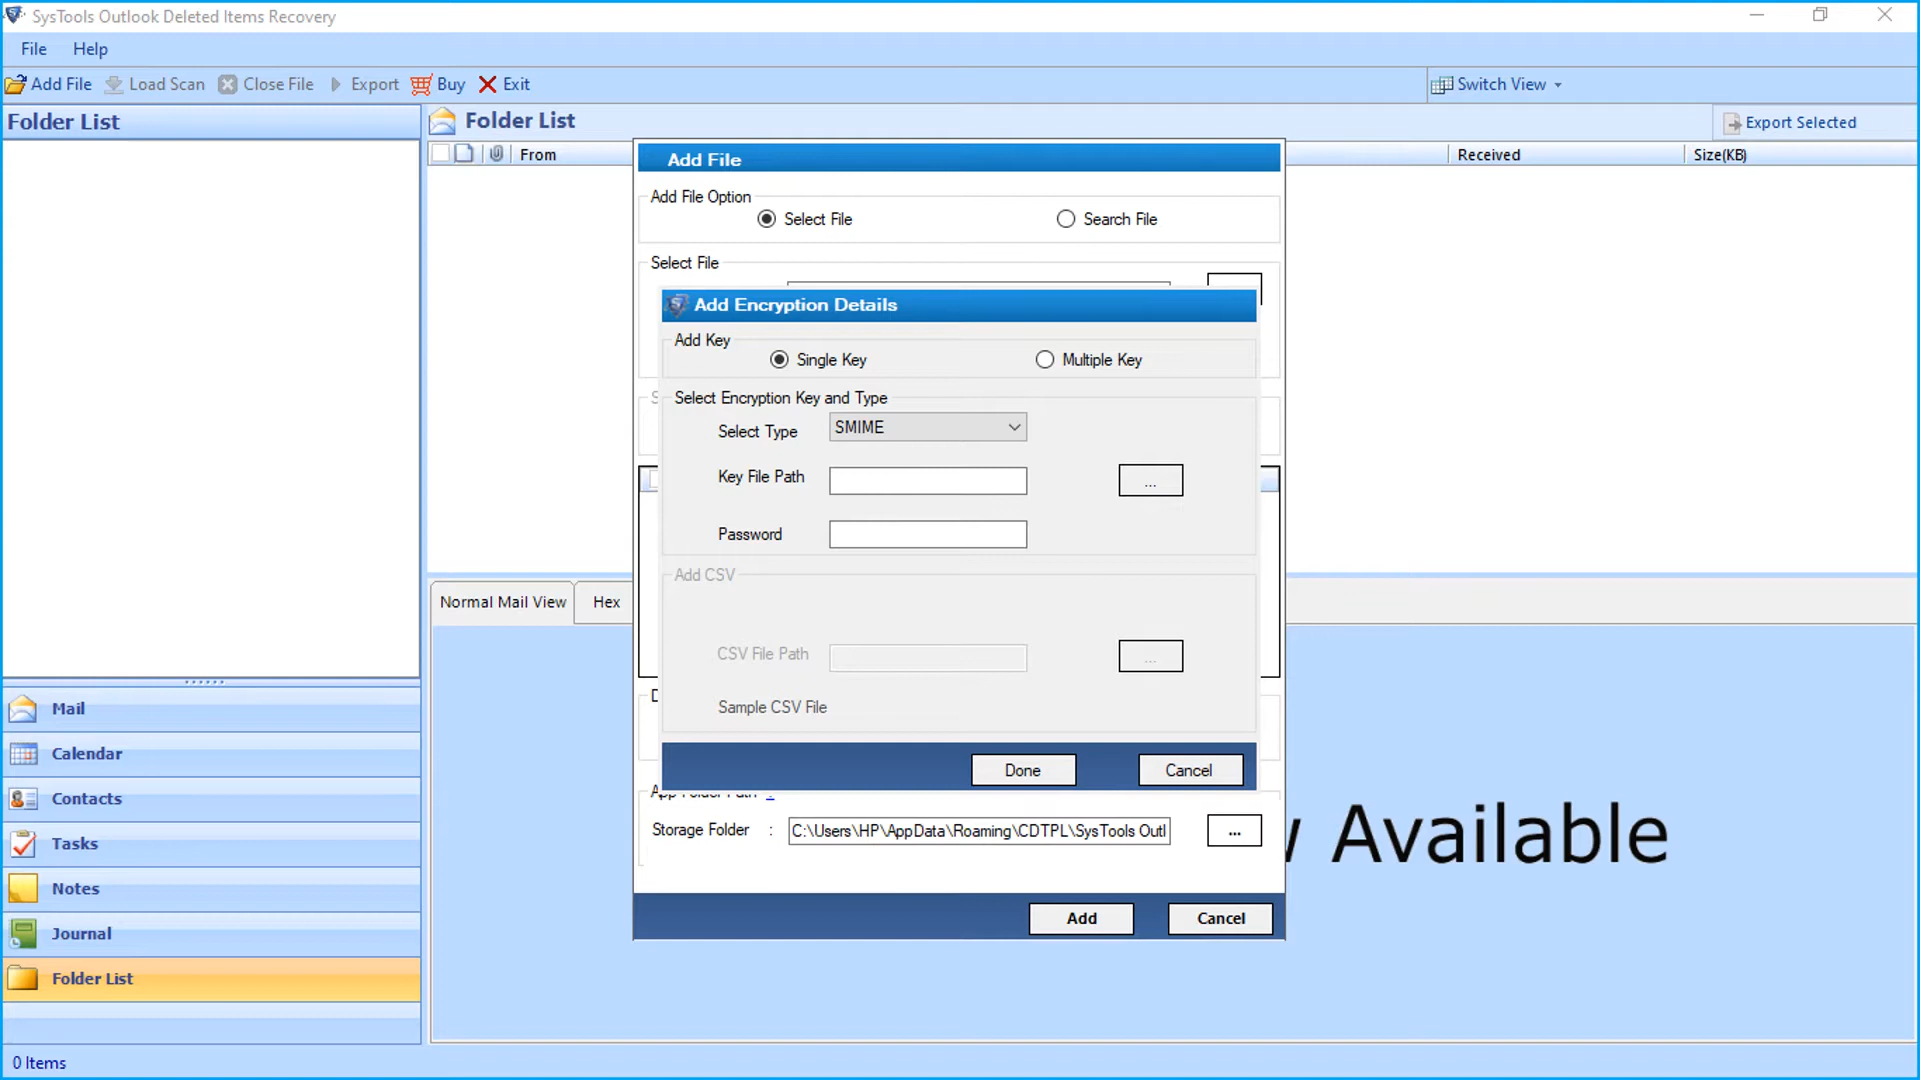 SysTools Outlook Deleted Items Recovery
File Help
Add File Load Scan Close File Export Buy Exit Switch View
Folder List
Folder List
Export Selected
From Received Size(KB)
Add File
Add File Option
Select File Search File
Select File
Add Encryption Details
Add Key
Single Key Multiple Key
Select Encryption Key and Type
Select Type SMIME
Key File Path ...
Password
Add CSV
CSV File Path ...
Sample CSV File
Done Cancel
Storage Folder : C:\Users\HP\AppData\Roaming\CDTPL\SysTools Outl ...
Add Cancel
Normal Mail View Hex
Available
Mail
Calendar
Contacts
Tasks
Notes
Journal
Folder List
0 Items